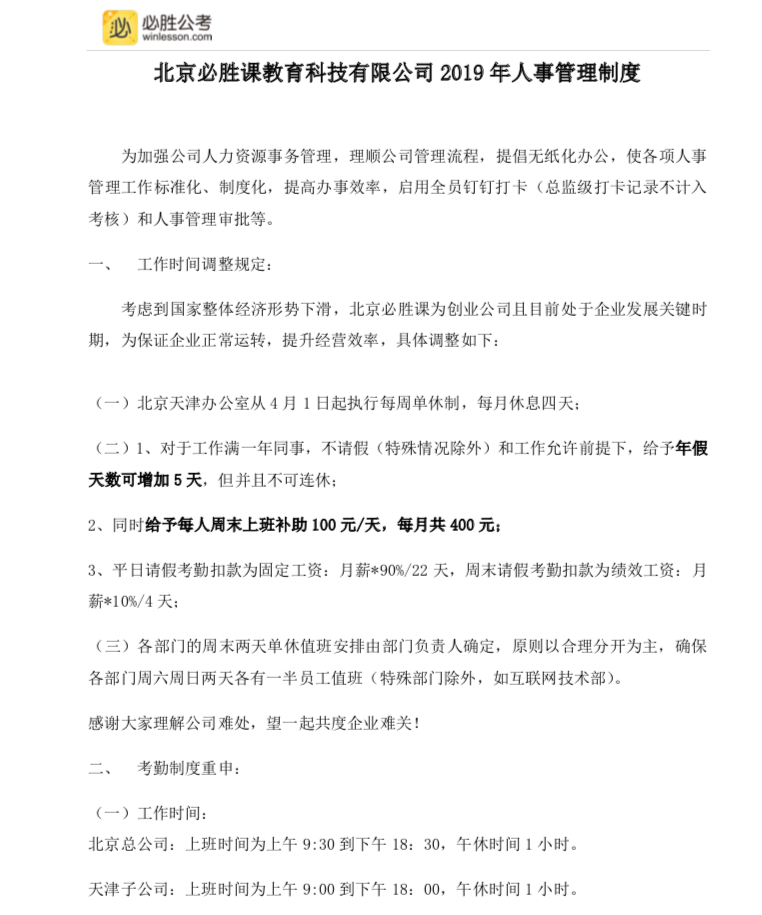 必胜公考
winlesson.com
北京必胜课教育科技有限公司 2019 年人事管理制度
为加强公司人力资源事务管理，理顺公司管理流程，提倡无纸化办公，使各项人事
管理工作标准化、制度化，提高办事效率，启用全员钉钉打卡（总监级打卡记录不计入
考核）和人事管理审批等。
一、 工作时间调整规定：
考虑到国家整体经济形势下滑，北京必胜课为创业公司且目前处于企业发展关键时
期，为保证企业正常运转，提升经营效率，具体调整如下：
（一）北京天津办公室从 4 月 1 日起执行每周单休制，每月休息四天；
（二）1、对于工作满一年同事，不请假（特殊情况除外）和工作允许前提下，给予年假
天数可增加 5 天，但并且不可连休；
2、同时给予每人周末上班补助 100 元/天，每月共 400 元；
3、平日请假考勤扣款为固定工资：月薪*90%/22 天，周末请假考勤扣款为绩效工资：月
薪*10%/4 天；
（三）各部门的周末两天单休值班安排由部门负责人确定，原则以合理分开为主，确保
各部门周六周日两天各有一半员工值班（特殊部门除外，如互联网技术部）。
感谢大家理解公司难处，望一起共度企业难关！
二、 考勤制度重申：
（一）工作时间：
北京总公司：上班时间为上午 9:30 到下午 18：30，午休时间 1 小时。
天津子公司：上班时间为上午 9:00 到下午 18：00，午休时间 1 小时。